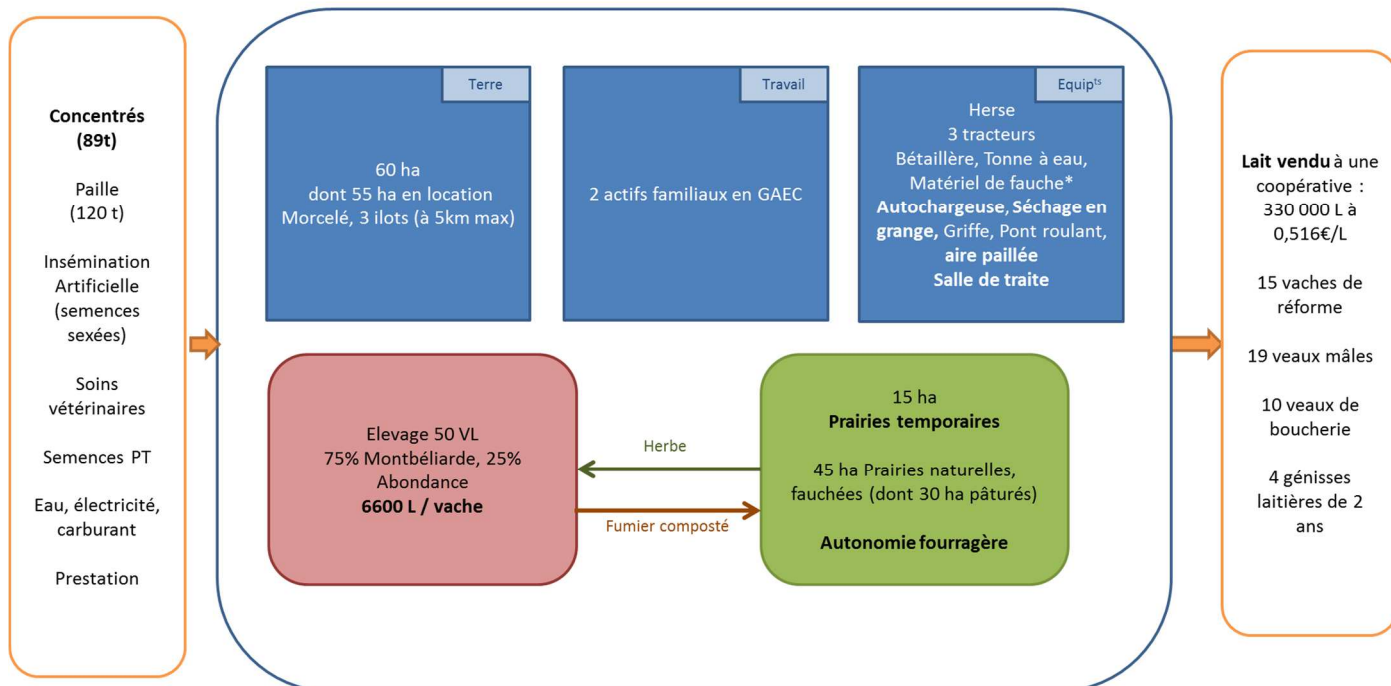 Concentrés
(89t)
Paille
(120 t)
Insémination
Artificielle
(semences
sexées)
Soins
vétérinaires
Semences PT
Eau, électricité,
carburant
Prestation
Terre
60 ha
dont 55 ha en location
Morcelé, 3 ilots (à 5km max)
Travail
2 actifs familiaux en GAEC
Equipᵗˢ
Herse
3 tracteurs
Bétaillère, Tonne à eau,
Matériel de fauche*
Autochargeuse, Séchage en
grange, Griffe, Pont roulant,
aire paillée
Salle de traite
Elevage 50 VL
75% Montbéliarde, 25%
Abondance
6600 L / vache
Herbe
Fumier composté
15 ha
Prairies temporaires
45 ha Prairies naturelles,
fauchées (dont 30 ha pâturés)
Autonomie fourragère
Lait vendu à une
coopérative :
330 000 L à
0,516€/L
15 vaches de
réforme
19 veaux mâles
10 veaux de
boucherie
4 génisses
laitières de 2
ans